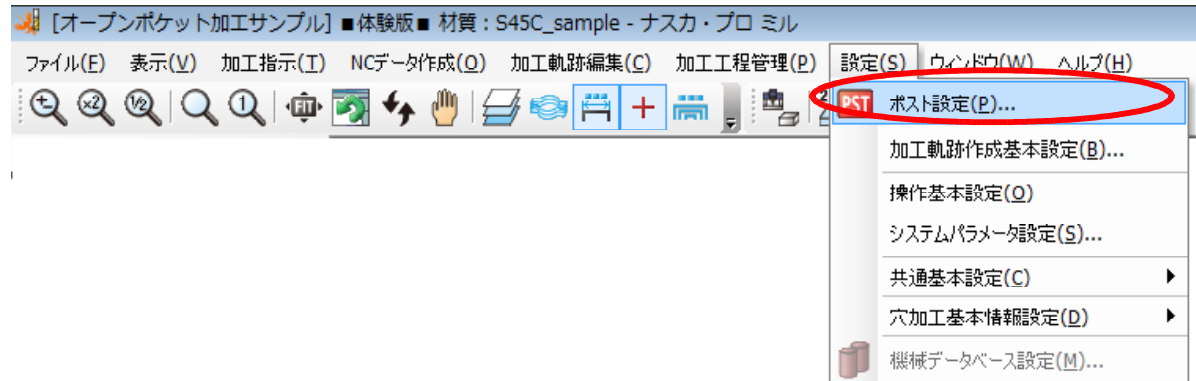 [オープンポケット加工サンプル] ■体験版■ 材質：S45C_sample - ナスカ・プロ ミル
ファイル(F) 表示(V) 加工指示(T) NCデータ作成(O) 加工軌跡編集(C) 加工工程管理(P) 設定(S) ウィンドウ(W) ヘルプ(H)
×2 1/2 1 FIT
PST ポスト設定(P)...
加工軌跡作成基本設定(B)...
操作基本設定(O)
システムパラメータ設定(S)...
共通基本設定(C)
穴加工基本情報設定(D)
機械データベース設定(M)...